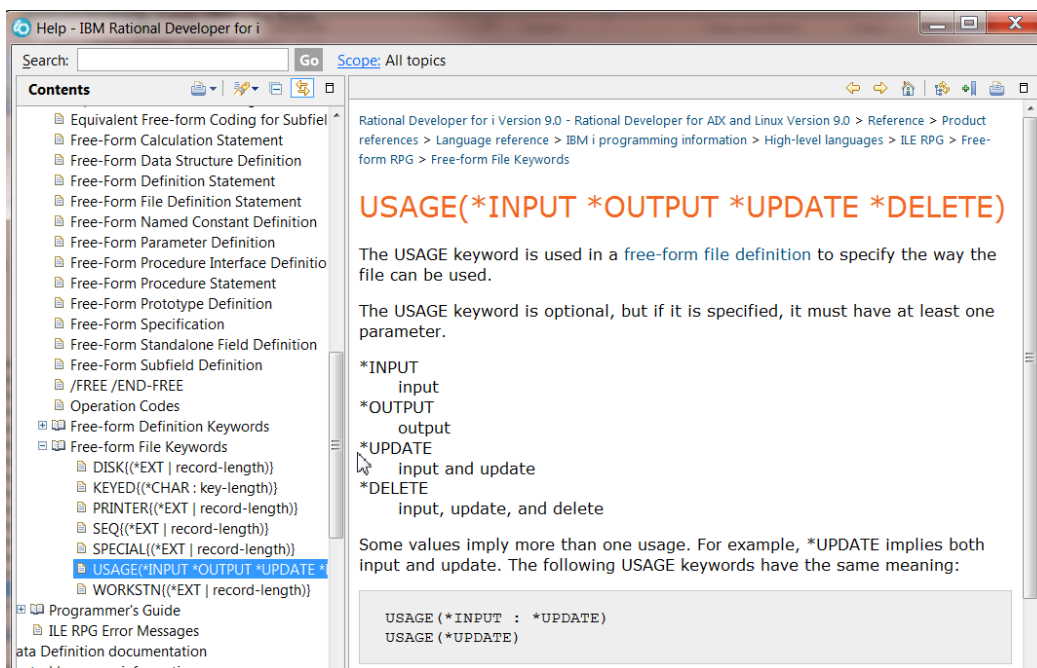 Help - IBM Rational Developer for i
Search:
Go
Scope: All topics
Contents
Equivalent Free-form Coding for Subfiel
Free-Form Calculation Statement
Free-Form Data Structure Definition
Free-Form Definition Statement
Free-Form File Definition Statement
Free-Form Named Constant Definition
Free-Form Parameter Definition
Free-Form Procedure Interface Definitio
Free-Form Procedure Statement
Free-Form Prototype Definition
Free-Form Specification
Free-Form Standalone Field Definition
Free-Form Subfield Definition
/FREE /END-FREE
Operation Codes
Free-form Definition Keywords
Free-form File Keywords
DISK{(*EXT | record-length)}
KEYED{(*CHAR : key-length)}
PRINTER{(*EXT | record-length)}
SEQ{(*EXT | record-length)}
SPECIAL{(*EXT | record-length)}
USAGE(*INPUT *OUTPUT *UPDATE *
WORKSTN{(*EXT | record-length)}
Programmer's Guide
ILE RPG Error Messages
ata Definition documentation
Rational Developer for i Version 9.0 - Rational Developer for AIX and Linux Version 9.0 > Reference > Product
references > Language reference > IBM i programming information > High-level languages > ILE RPG > Free-
form RPG > Free-form File Keywords
USAGE(*INPUT *OUTPUT *UPDATE *DELETE)
The USAGE keyword is used in a free-form file definition to specify the way the
file can be used.
The USAGE keyword is optional, but if it is specified, it must have at least one
parameter.
*INPUT
input
*OUTPUT
output
*UPDATE
input and update
*DELETE
input, update, and delete
Some values imply more than one usage. For example, *UPDATE implies both
input and update. The following USAGE keywords have the same meaning:
USAGE(*INPUT : *UPDATE)
USAGE(*UPDATE)